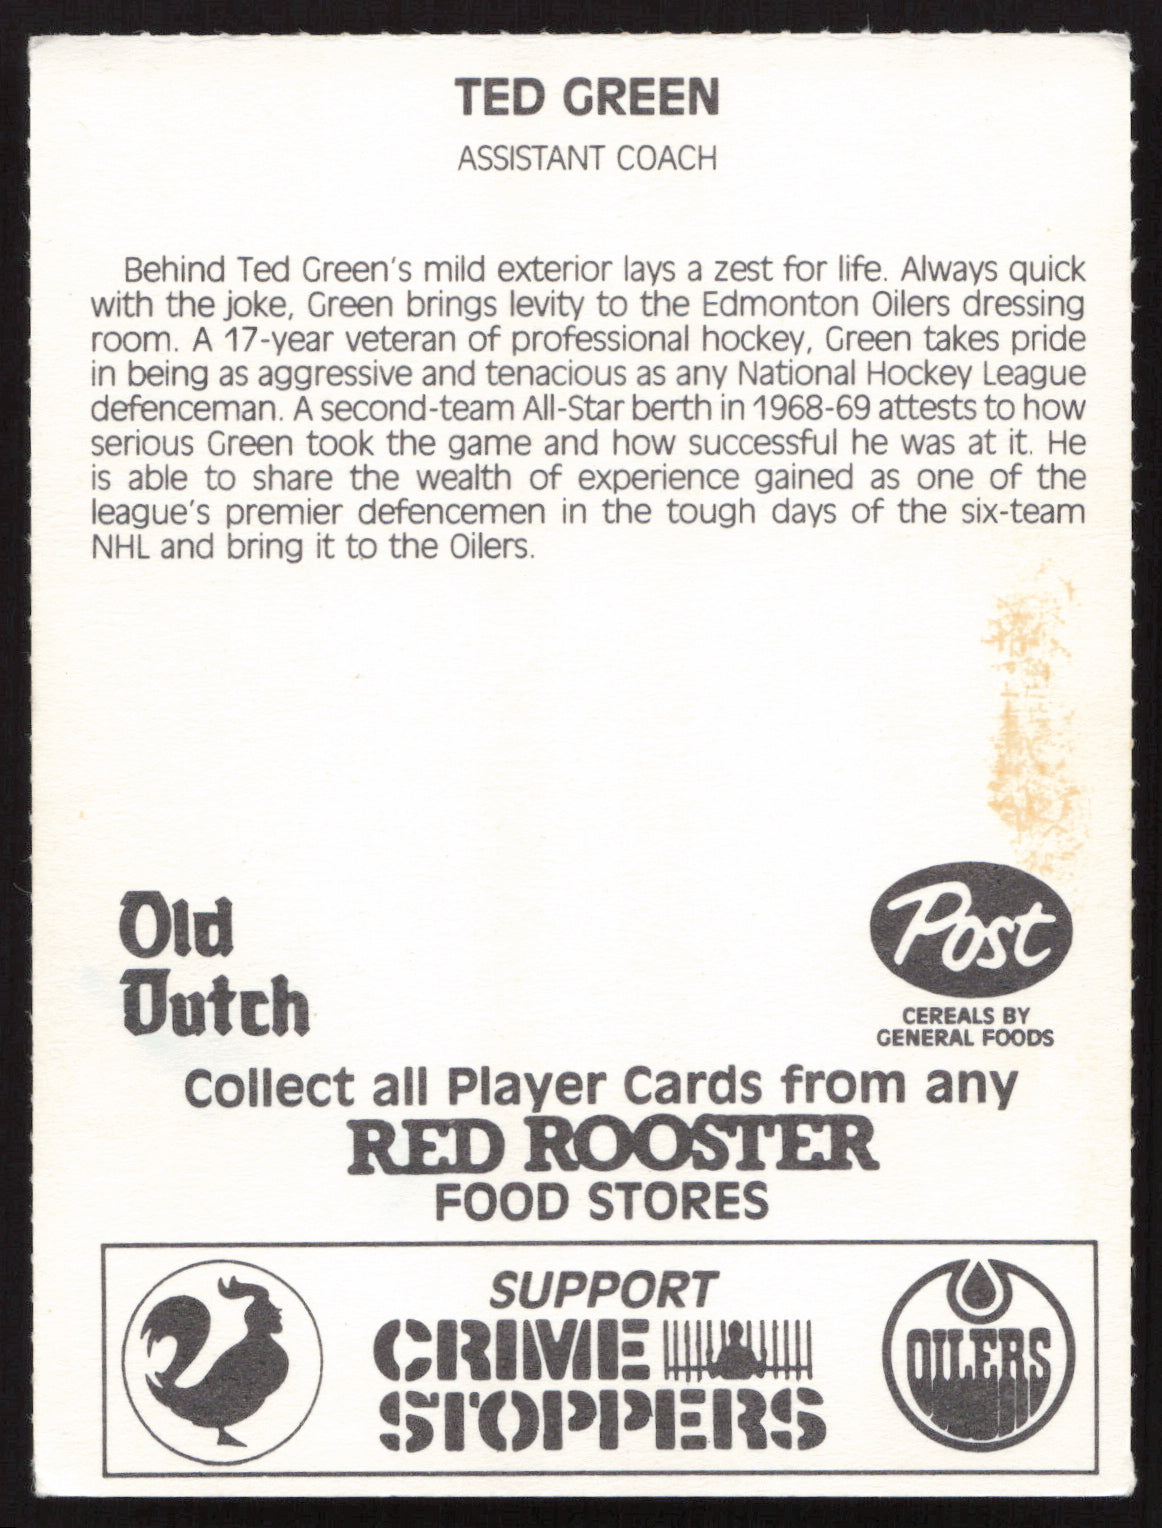 TED GREEN
ASSISTANT COACH
Behind Ted Green's mild exterior lays a zest for life. Always quick
with the joke, Green brings levity to the Edmonton Oilers dressing
room. A 17-year veteran of professional hockey, Green takes pride
in being as aggressive and tenacious as any National Hockey League
defenceman. A second-team All-Star berth in 1968-69 attests to how
serious Green took the game and how successful he was at it. He
is able to share the wealth of experience gained as one of the
league's premier defencemen in the tough days of the six-team
NHL and bring it to the Oilers.
Old
Dutch
Post
CEREALS BY
GENERAL FOODS
Collect all Player Cards from any
RED ROOSTER
FOOD STORES
SUPPORT
CRIME
STOPPERS
OILERS